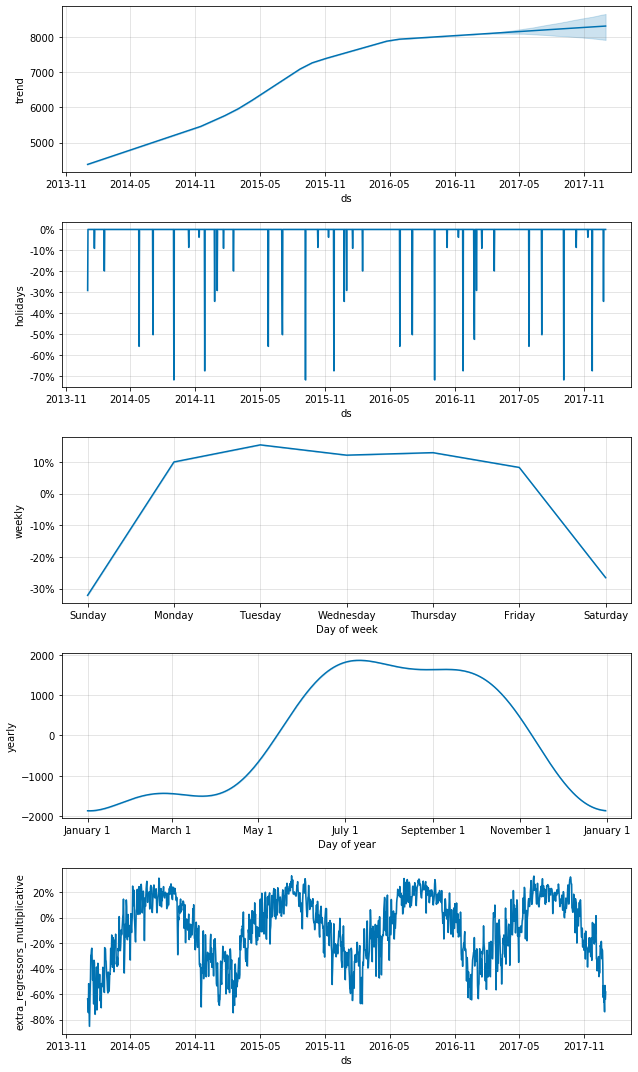 8000
7000
6000
5000
trend
2013-11 2014-05 2014-11 2015-05 2015-11 2016-05 2016-11 2017-05 2017-11
ds
0%
-10%
-20%
-30%
-40%
-50%
-60%
-70%
holidays
2013-11 2014-05 2014-11 2015-05 2015-11 2016-05 2016-11 2017-05 2017-11
ds
10%
0%
-10%
-20%
-30%
weekly
Sunday Monday Tuesday Wednesday Thursday Friday Saturday
Day of week
2000
1000
0
-1000
-2000
yearly
January 1 March 1 May 1 July 1 September 1 November 1 January 1
Day of year
20%
0%
-20%
-40%
-60%
-80%
extra_regressors_multiplicative
2013-11 2014-05 2014-11 2015-05 2015-11 2016-05 2016-11 2017-05 2017-11
ds